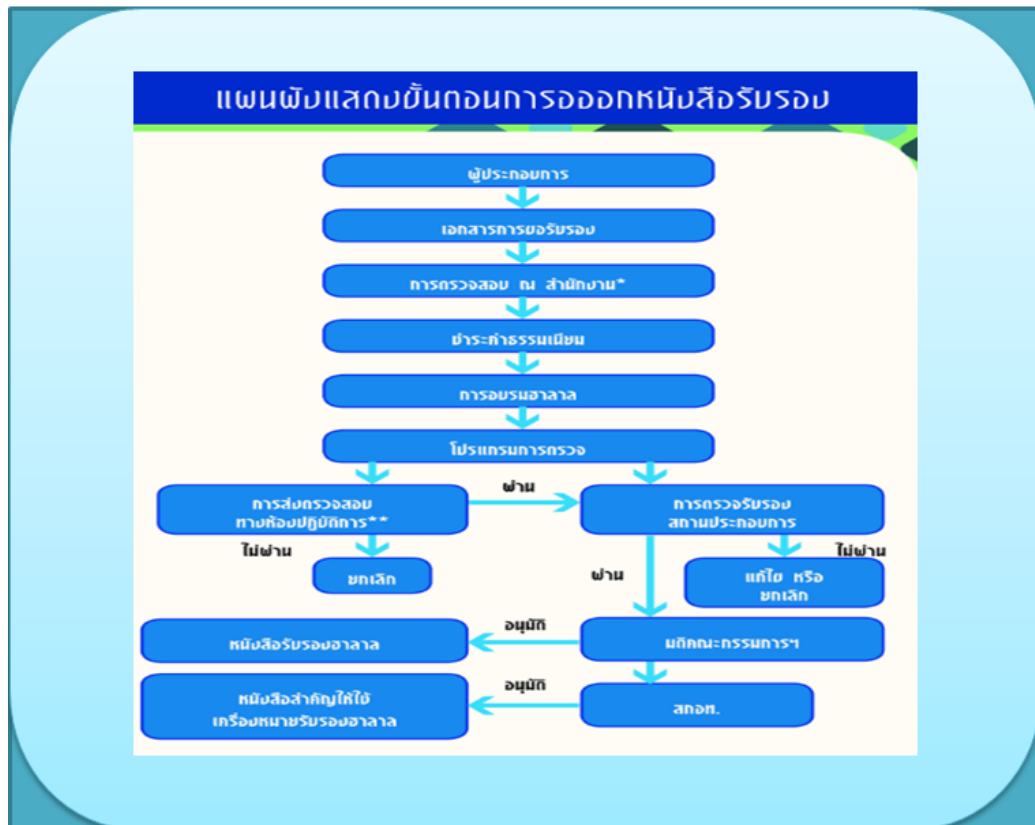 แผนผังแสดงขั้นตอนการอออกหนังสือรับรอง
ผู้ประกอบการ
เอกสารการขอรับรอง
การตรวจสอบ ณ สำนักงาน*
ชำระค่าธรรมเนียม
การอบรมฮาลาล
โปรแกรมการตรวจ
การส่งตรวจสอบ
ทางห้องปฏิบัติการ**
ผ่าน
การตรวจรับรอง
สถานประกอบการ
ไม่ผ่าน
ยกเลิก
ผ่าน
ไม่ผ่าน
แก้ไข หรือ
ยกเลิก
หนังสือรับรองฮาลาล
อนุมัติ
มติคณะกรรมการฯ
หนังสือสำคัญให้ใช้
เครื่องหมายรับรองฮาลาล
อนุมัติ
สกอท.